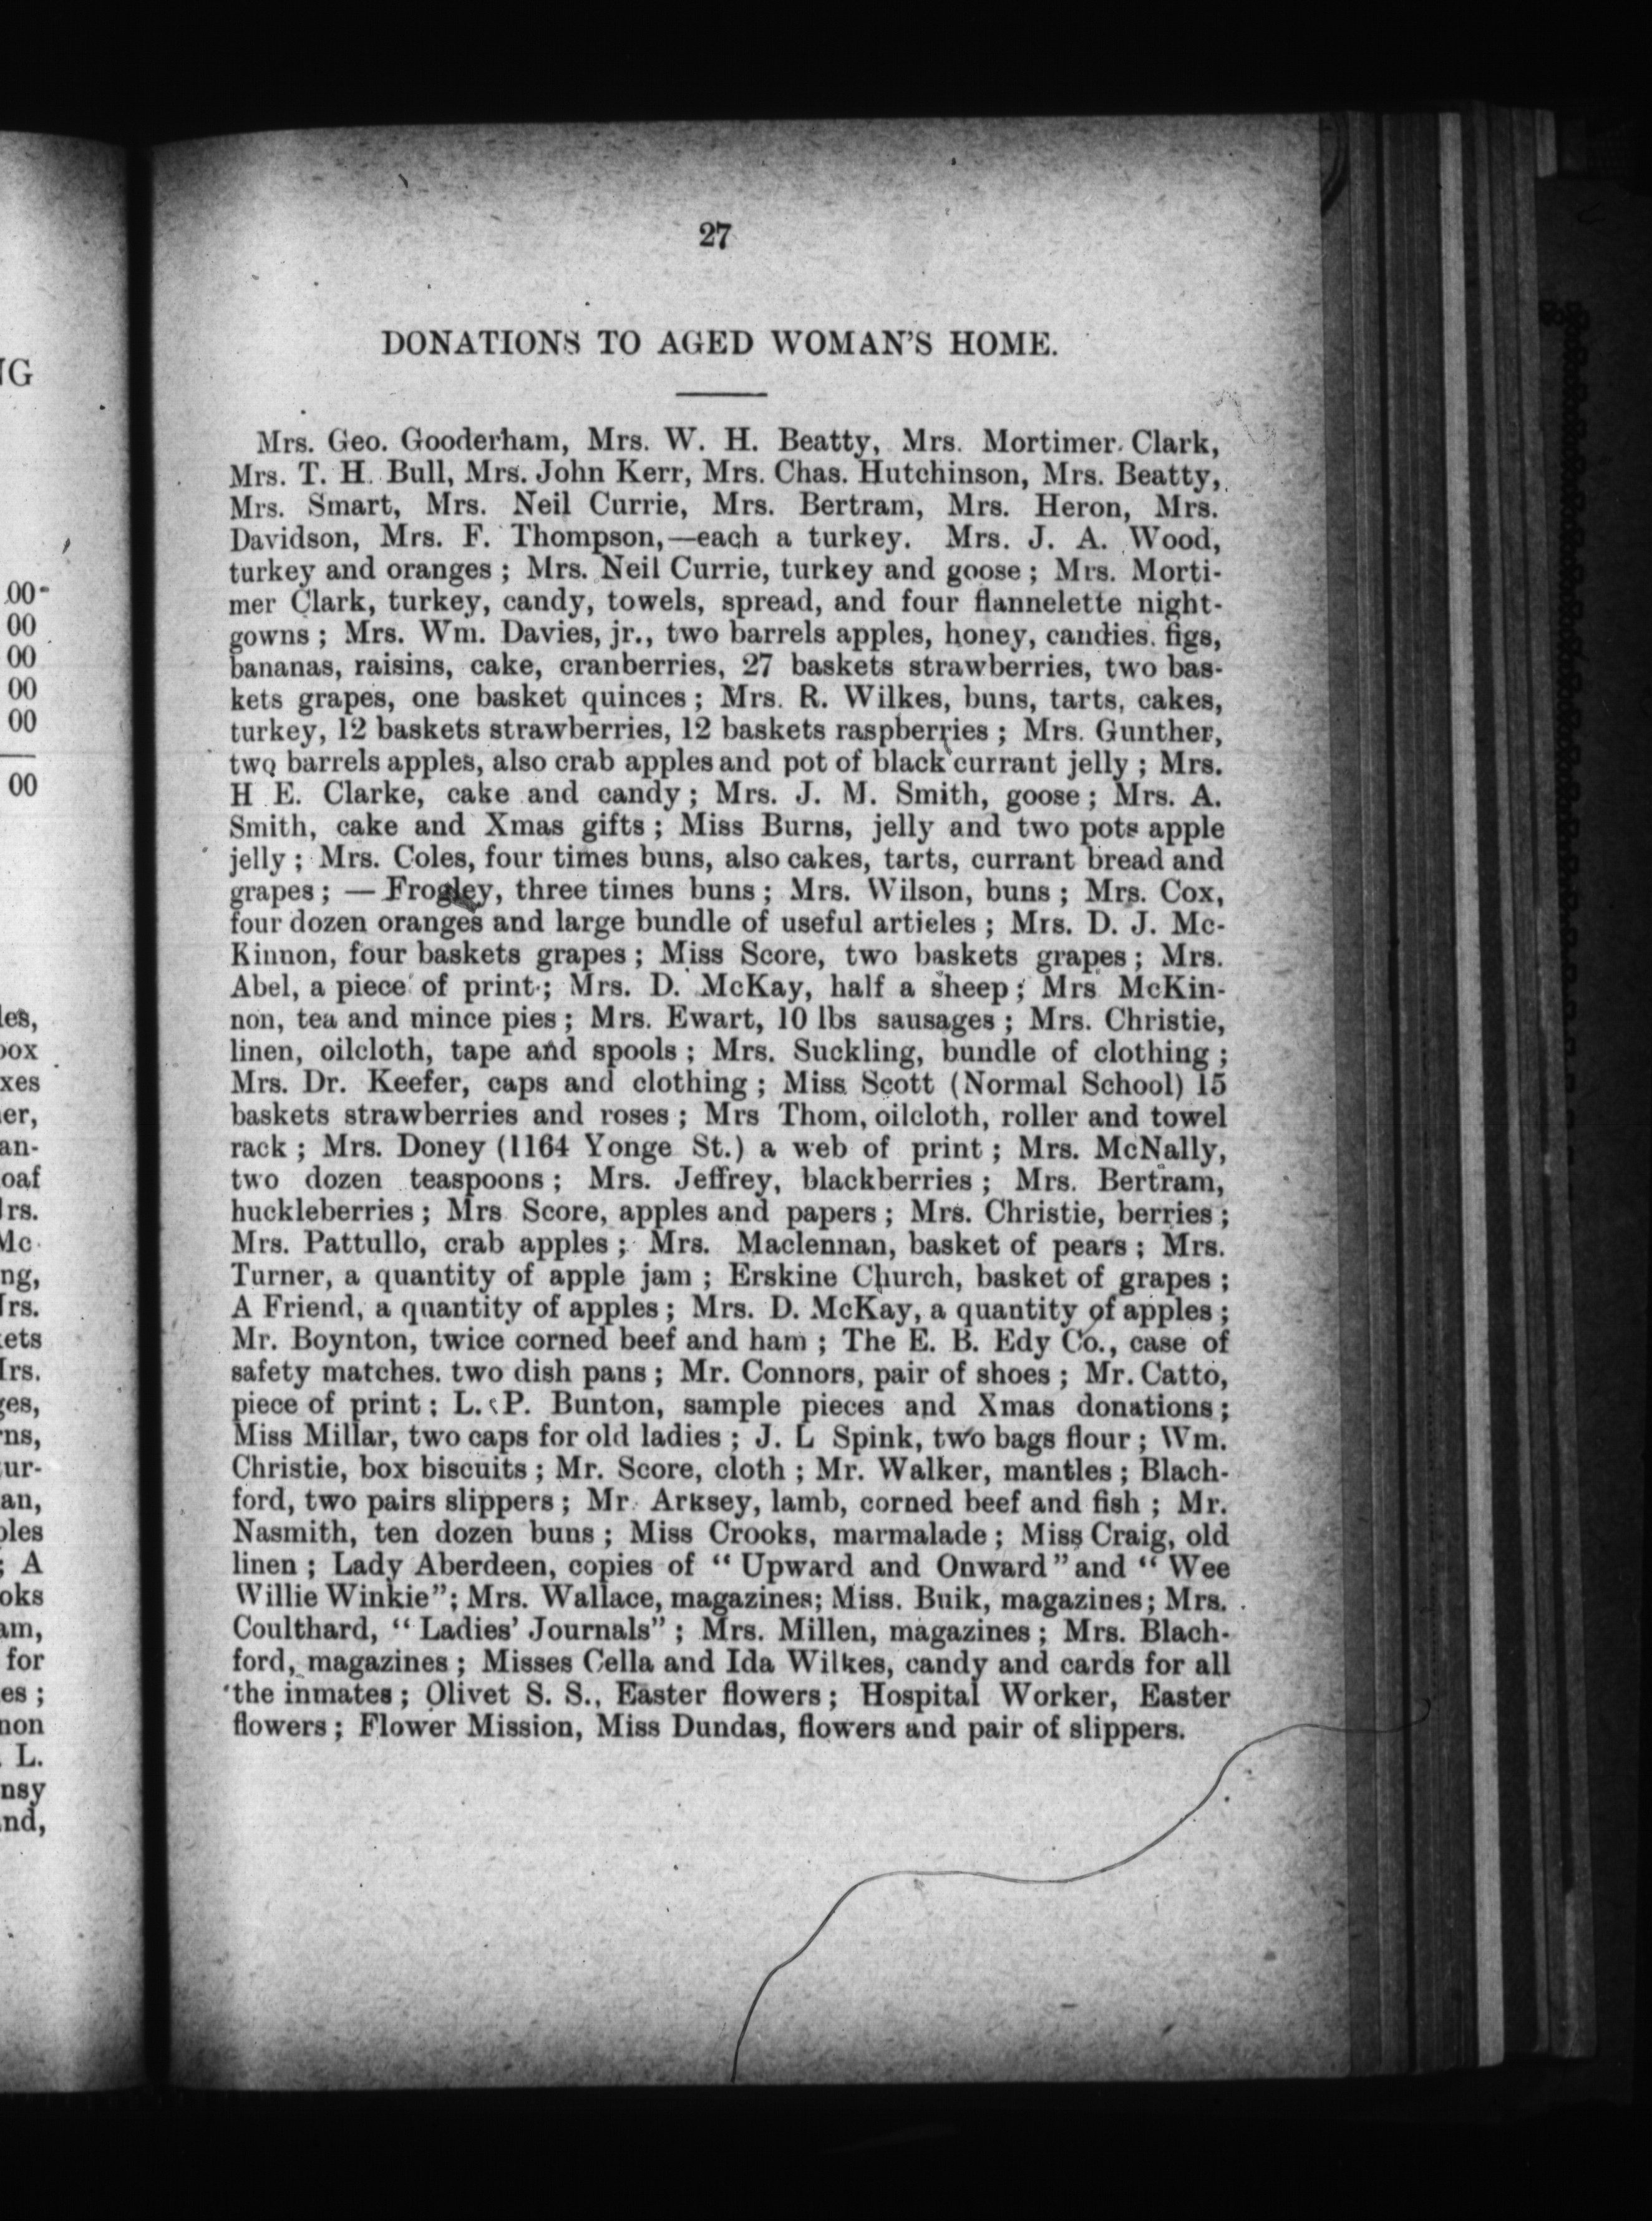 27
DONATIONS TO AGED WOMAN'S HOME.
Mrs. Geo. Gooderham, Mrs. W. H. Beatty, Mrs. Mortimer Clark,
Mrs. T. H. Bull, Mrs. John Kerr, Mrs. Chas. Hutchinson, Mrs. Beatty,
Mrs. Smart, Mrs. Neil Currie, Mrs. Bertram, Mrs. Heron, Mrs.
Davidson, Mrs. F. Thompson,—each a turkey. Mrs. J. A. Wood,
turkey and oranges ; Mrs. Neil Currie, turkey and goose ; Mrs. Morti-
mer Clark, turkey, candy, towels, spread, and four flannelette night-
gowns ; Mrs. Wm. Davies, jr., two barrels apples, honey, candies. figs,
bananas, raisins, cake, cranberries, 27 baskets strawberries, two bas-
kets grapes, one basket quinces ; Mrs. R. Wilkes, buns, tarts, cakes,
turkey, 12 baskets strawberries, 12 baskets raspberries ; Mrs. Gunther,
two barrels apples, also crab apples and pot of black currant jelly ; Mrs.
H E. Clarke, cake and candy ; Mrs. J. M. Smith, goose ; Mrs. A.
Smith, cake and Xmas gifts ; Miss Burns, jelly and two pots apple
jelly ; Mrs. Coles, four times buns, also cakes, tarts, currant bread and
grapes ; — Frogley, three times buns ; Mrs. Wilson, buns ; Mrs. Cox,
four dozen oranges and large bundle of useful articles ; Mrs. D. J. Mc-
Kinnon, four baskets grapes ; Miss Score, two baskets grapes ; Mrs.
Abel, a piece of print ; Mrs. D. McKay, half a sheep ; Mrs McKin-
non, tea and mince pies ; Mrs. Ewart, 10 lbs sausages ; Mrs. Christie,
linen, oilcloth, tape and spools ; Mrs. Suckling, bundle of clothing ;
Mrs. Dr. Keefer, caps and clothing ; Miss Scott (Normal School) 15
baskets strawberries and roses ; Mrs Thom, oilcloth, roller and towel
rack ; Mrs. Doney (1164 Yonge St.) a web of print ; Mrs. McNally,
two dozen teaspoons ; Mrs. Jeffrey, blackberries ; Mrs. Bertram,
huckleberries ; Mrs Score, apples and papers ; Mrs. Christie, berries ;
Mrs. Pattullo, crab apples ; Mrs. Maclennan, basket of pears ; Mrs.
Turner, a quantity of apple jam ; Erskine Church, basket of grapes ;
A Friend, a quantity of apples ; Mrs. D. McKay, a quantity of apples ;
Mr. Boynton, twice corned beef and ham ; The E. B. Edy Co., case of
safety matches. two dish pans ; Mr. Connors, pair of shoes ; Mr. Catto,
piece of print ; L. P. Bunton, sample pieces and Xmas donations ;
Miss Millar, two caps for old ladies ; J. L Spink, two bags flour ; Wm.
Christie, box biscuits ; Mr. Score, cloth ; Mr. Walker, mantles ; Blach-
ford, two pairs slippers ; Mr. Arksey, lamb, corned beef and fish ; Mr.
Nasmith, ten dozen buns ; Miss Crooks, marmalade ; Miss Craig, old
linen ; Lady Aberdeen, copies of "Upward and Onward" and "Wee
Willie Winkie"; Mrs. Wallace, magazines; Miss. Buik, magazines; Mrs.
Coulthard, "Ladies' Journals" ; Mrs. Millen, magazines ; Mrs. Blach-
ford, magazines ; Misses Cella and Ida Wilkes, candy and cards for all
the inmates ; Olivet S. S., Easter flowers ; Hospital Worker, Easter
flowers ; Flower Mission, Miss Dundas, flowers and pair of slippers.